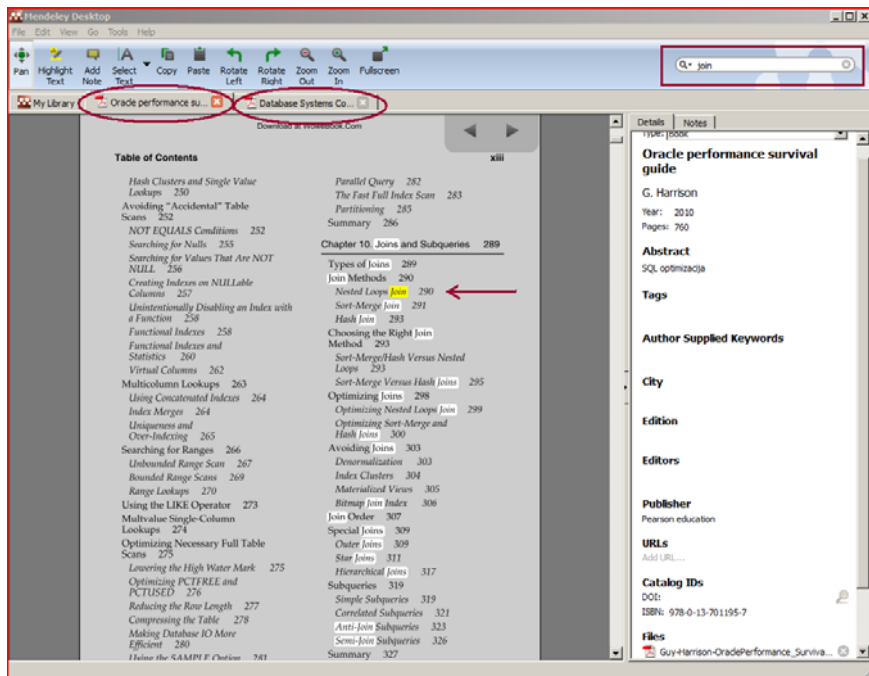 Mendeley Desktop
File Edit View Go Tools Help
Pan Highlight Text Add Note Select Text Copy Paste Rotate Left Rotate Right Zoom Out Zoom In Fullscreen
join
My Library Oracle performance su... Database Systems Co...
Download at WoweBook.Com
Table of Contents xiii
Hash Clusters and Single Value
Lookups 250
Avoiding "Accidental" Table
Scans 252
NOT EQUALS Conditions 252
Searching for Nulls 255
Searching for Values That Are NOT
NULL 256
Creating Indexes on NULLable
Columns 257
Unintentionally Disabling an Index with
a Function 258
Functional Indexes 258
Functional Indexes and
Statistics 260
Virtual Columns 262
Multicolumn Lookups 263
Using Concatenated Indexes 264
Index Merges 264
Uniqueness and
Over-Indexing 265
Searching for Ranges 266
Unbounded Range Scan 267
Bounded Range Scans 269
Range Lookups 270
Using the LIKE Operator 273
Multvalue Single-Column
Lookups 274
Optimizing Necessary Full Table
Scans 275
Lowering the High Water Mark 275
Optimizing PCTFREE and
PCTUSED 276
Reducing the Row Length 277
Compressing the Table 278
Making Database IO More
Efficient 280
Using the SAMPLE Option 281
Parallel Query 282
The Fast Full Index Scan 283
Partitioning 285
Summary 286
Chapter 10. Joins and Subqueries 289
Types of Joins 289
Join Methods 290
Nested Loops Join 290
Sort-Merge Join 291
Hash Join 293
Choosing the Right Join
Method 293
Sort-Merge/Hash Versus Nested
Loops 293
Sort-Merge Versus Hash Joins 295
Optimizing Joins 298
Optimizing Nested Loops Join 299
Optimizing Sort-Merge and
Hash Joins 300
Avoiding Joins 303
Denormalization 303
Index Clusters 304
Materialized Views 305
Bitmap Join Index 306
Join Order 307
Special Joins 309
Outer Joins 309
Star Joins 311
Hierarchical Joins 317
Subqueries 319
Simple Subqueries 319
Correlated Subqueries 321
Anti-Join Subqueries 323
Semi-Join Subqueries 326
Summary 327
Details Notes
Type: Book
Oracle performance survival
guide
G. Harrison
Year: 2010
Pages: 760
Abstract
SQL optimizacija
Tags
Author Supplied Keywords
City
Edition
Editors
Publisher
Pearson education
URLs
Add URL...
Catalog IDs
DOI:
ISBN: 978-0-13-701195-7
Files
Guy-Harrison-OraclePerformance_Surviva...